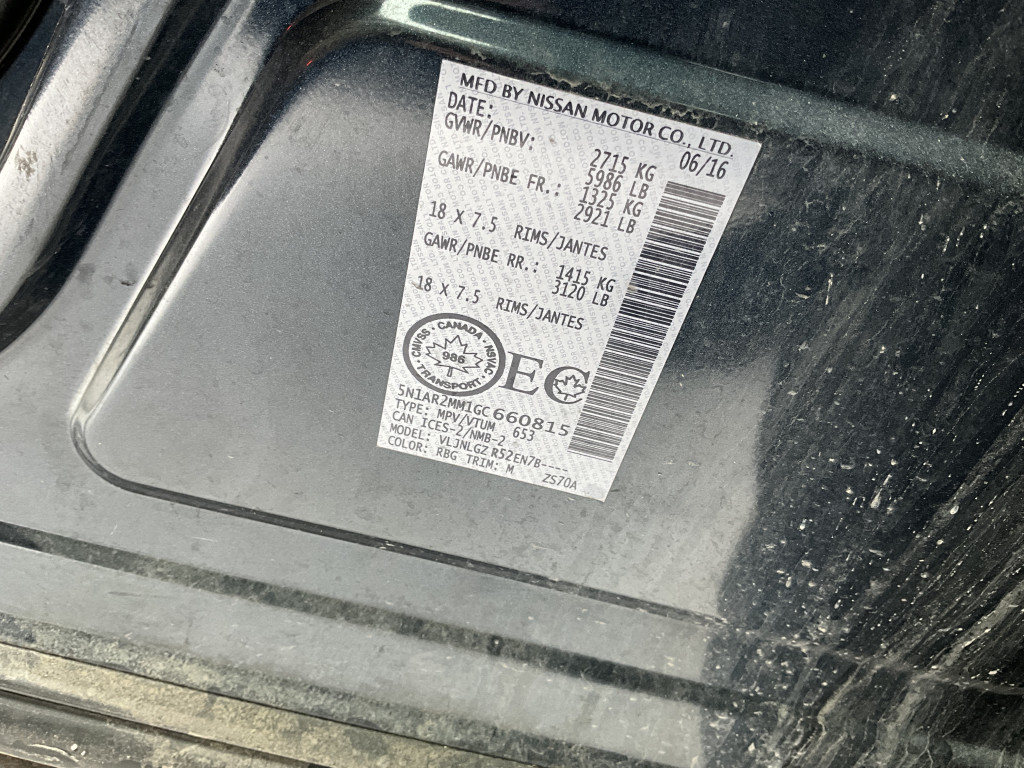 MFD BY NISSAN MOTOR CO., LTD.
DATE: 06/16
GVWR/PNBV: 2715 KG
5986 LB
GAWR/PNBE FR.: 1325 KG
2921 LB
18 X 7.5 RIMS/JANTES
GAWR/PNBE RR.: 1415 KG
3120 LB
18 X 7.5 RIMS/JANTES
CMVSS · CANADA · NSVAC
986
· TRANSPORT ·
EC
5N1AR2MM1GC660815
TYPE: MPV/VTUM 653
CAN ICES-2/NMB-2
MODEL: VLJNLGZ R52EN7B----
COLOR: RBG TRIM: M ZS70A